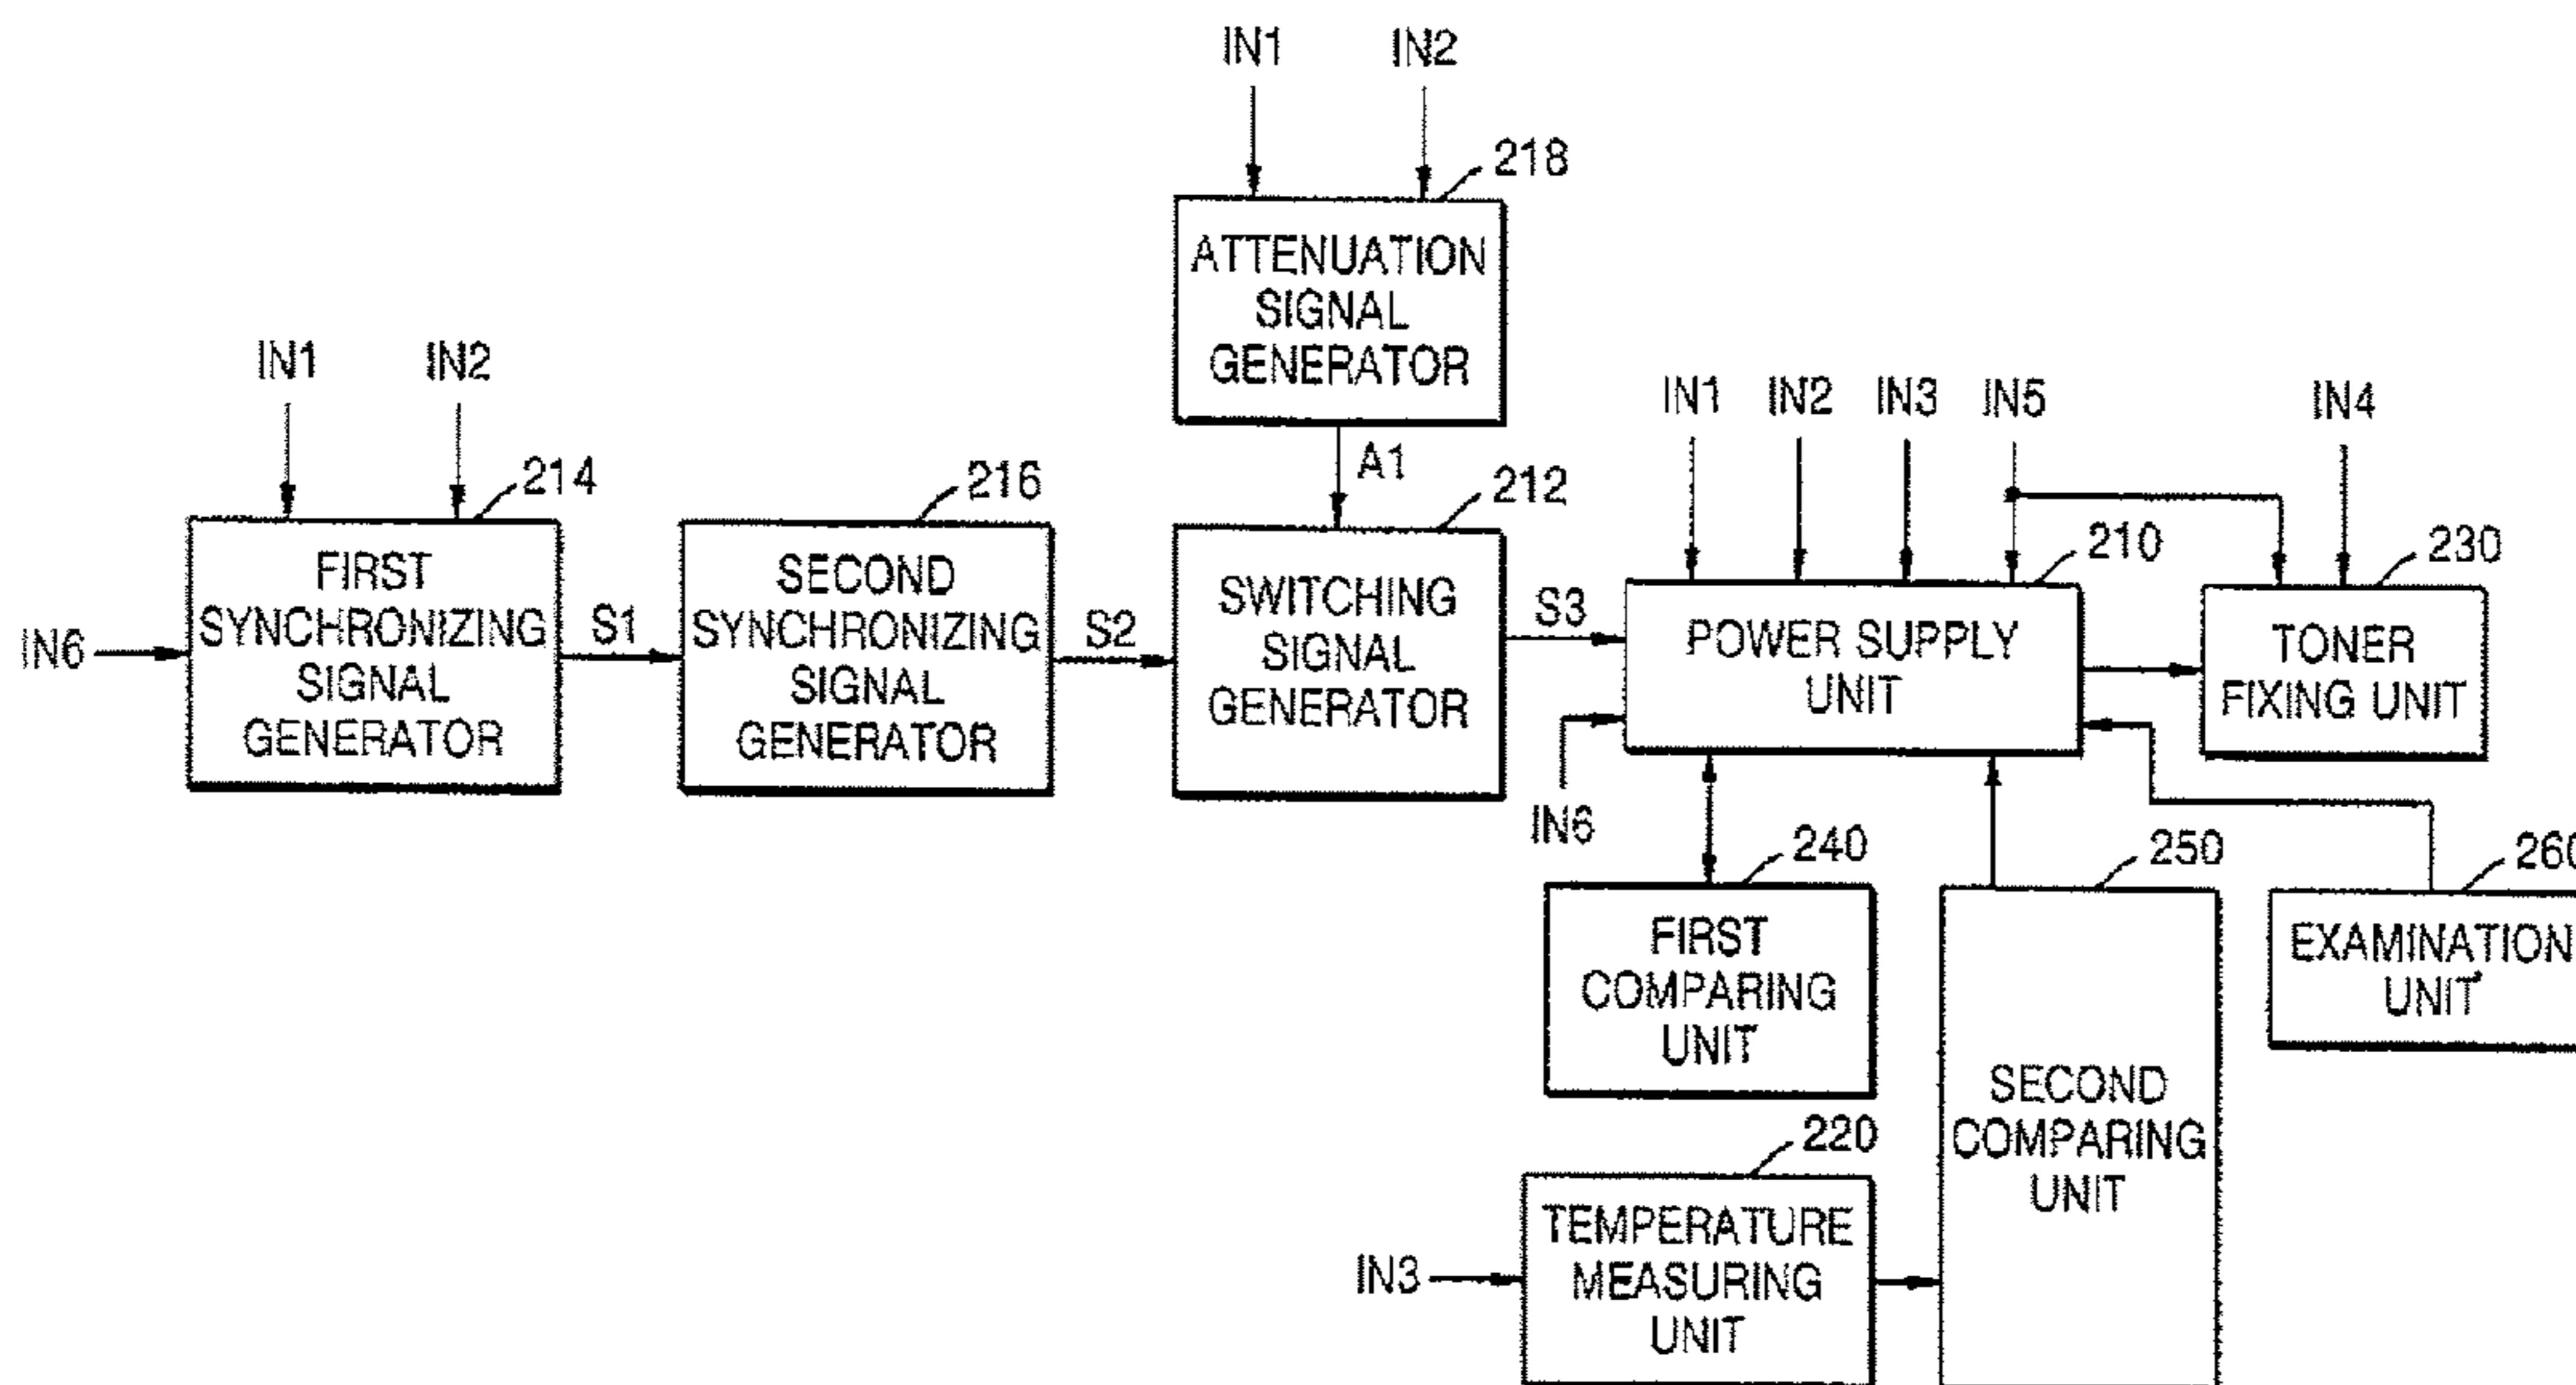 IN1 IN2
218
ATTENUATION
SIGNAL
GENERATOR
A1
IN1 IN2
214
FIRST
SYNCHRONIZING
SIGNAL
GENERATOR
IN6
S1
216
SECOND
SYNCHRONIZING
SIGNAL
GENERATOR
S2
212
SWITCHING
SIGNAL
GENERATOR
S3
IN1 IN2 IN3 IN5
210
POWER SUPPLY
UNIT
IN6
IN4
230
TONER
FIXING UNIT
240
FIRST
COMPARING
UNIT
250
SECOND
COMPARING
UNIT
260
EXAMINATION
UNIT
220
TEMPERATURE
MEASURING
UNIT
IN3